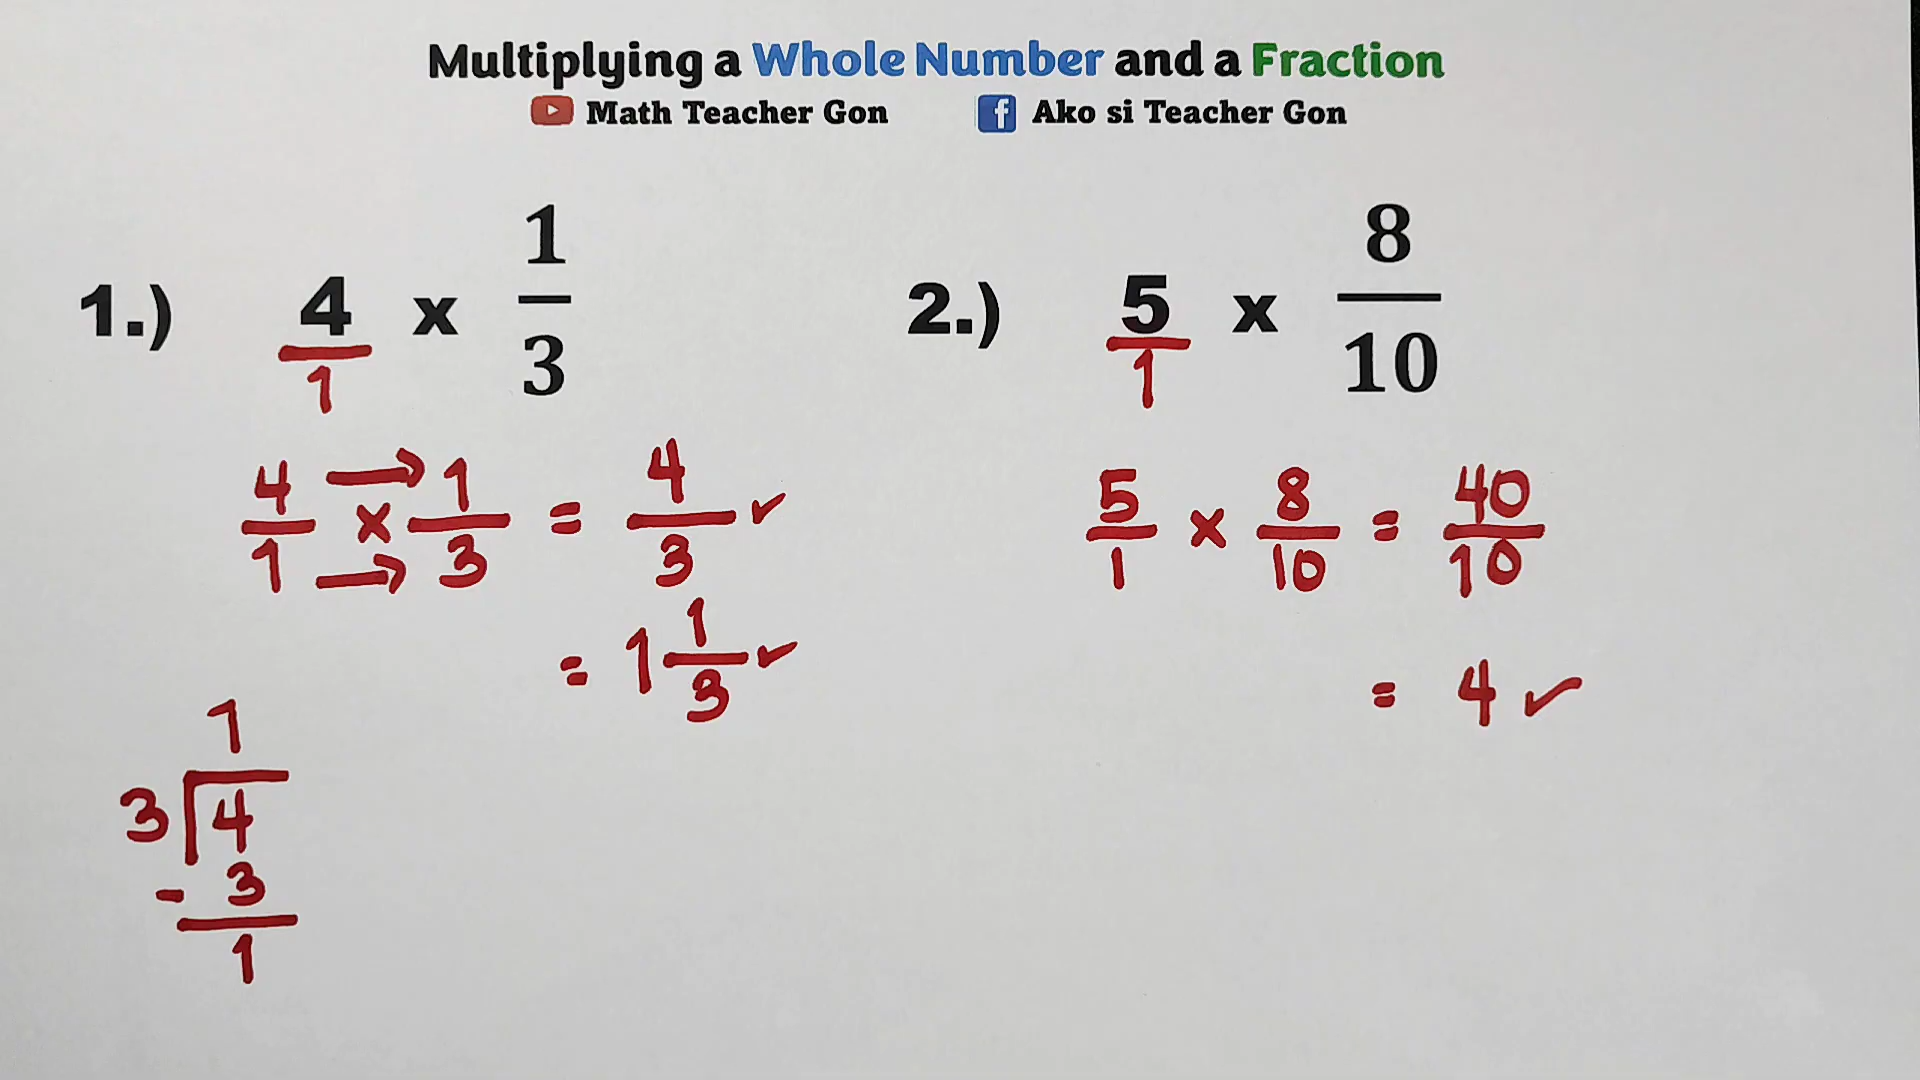 Multiplying a Whole Number and a Fraction
Math Teacher Gon Ako si Teacher Gon
1.) 4/1 x 1/3
4/1 x 1/3 = 4/3 ✓
= 1 1/3 ✓
1
3 4
- 3
1
2.) 5/1 x 8/10
5/1 x 8/10 = 40/10
= 4 ✓